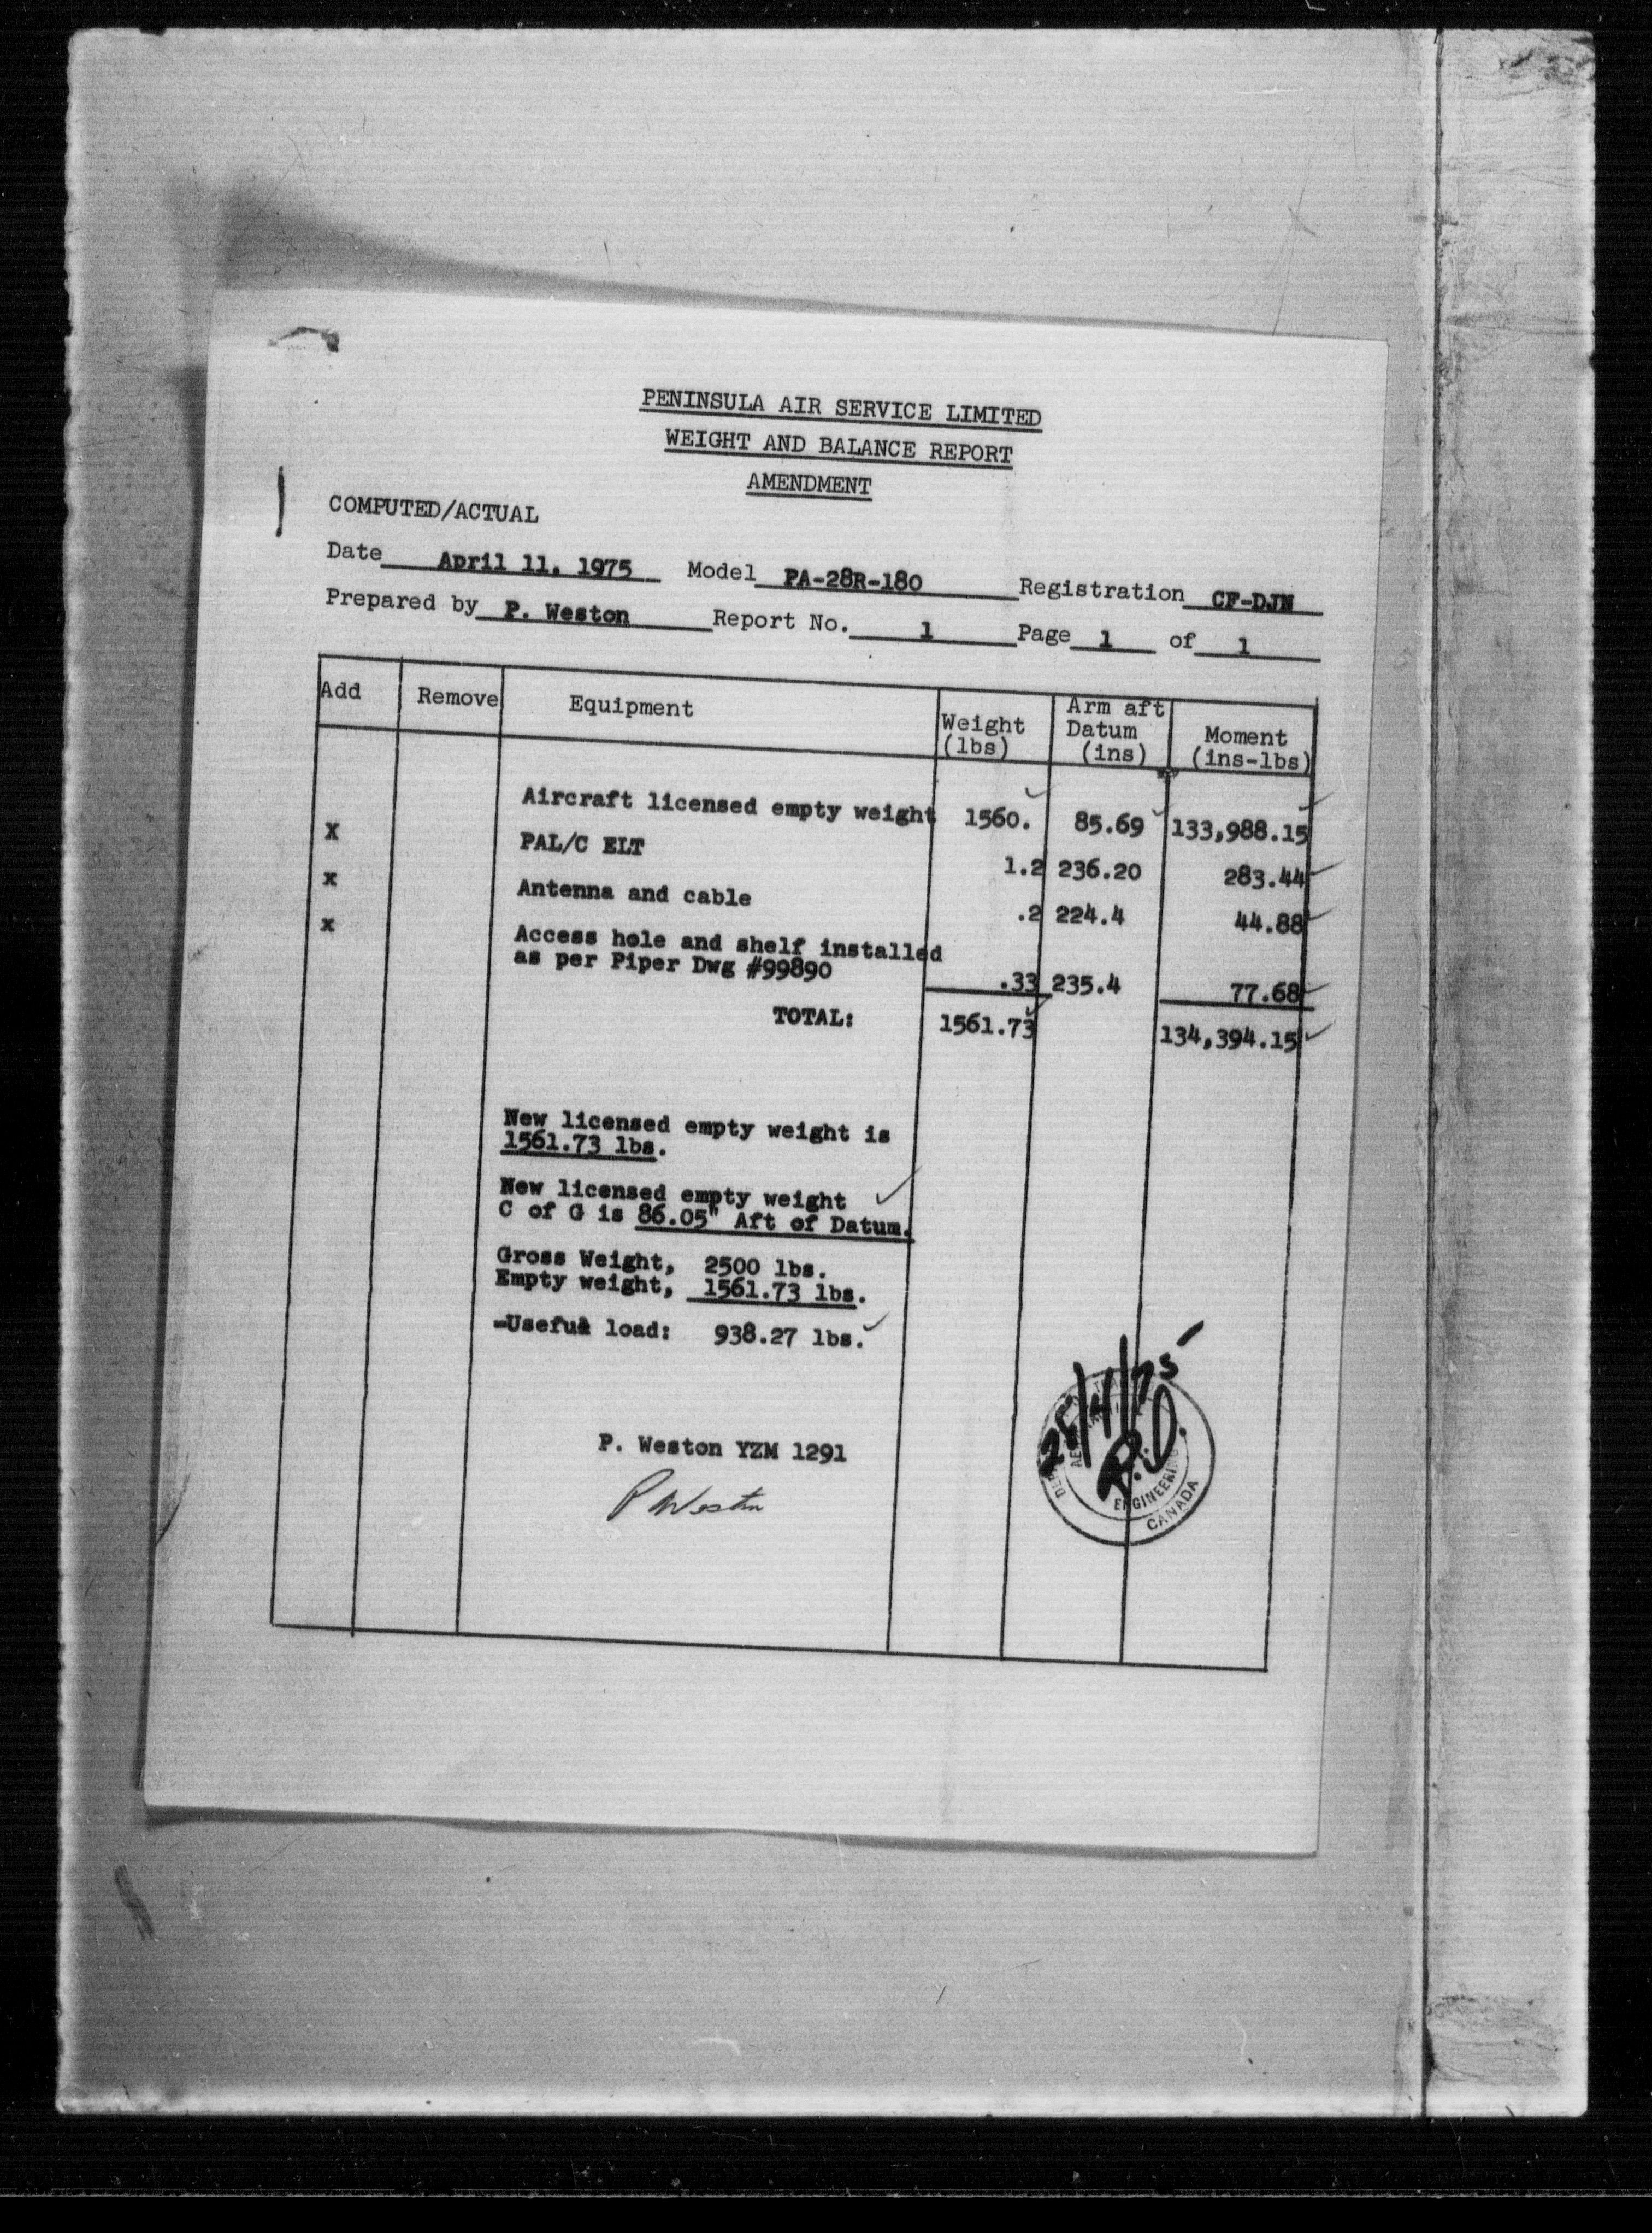 PENINSULA AIR SERVICE LIMITED
WEIGHT AND BALANCE REPORT
AMENDMENT
COMPUTED/ACTUAL
Date April 11, 1975 Model PA-28R-180 Registration CF-DJN
Prepared by P. Weston Report No. 1 Page 1 of 1
Add Remove Equipment Weight (lbs) Arm aft Datum (ins) Moment (ins-lbs)
Aircraft licensed empty weight 1560. 85.69 133,988.15
X PAL/C ELT 1.2 236.20 283.44
x Antenna and cable .2 224.4 44.88
x Access hole and shelf installed
as per Piper Dwg #99890 .33 235.4 77.68
TOTAL: 1561.73 134,394.15
New licensed empty weight is
1561.73 lbs.
New licensed empty weight
C of G is 86.05" Aft of Datum.
Gross Weight, 2500 lbs.
Empty weight, 1561.73 lbs.
=Useful load: 938.27 lbs.
P. Weston YZM 1291
P Weston
/4/75
ENGINEERING
CANADA